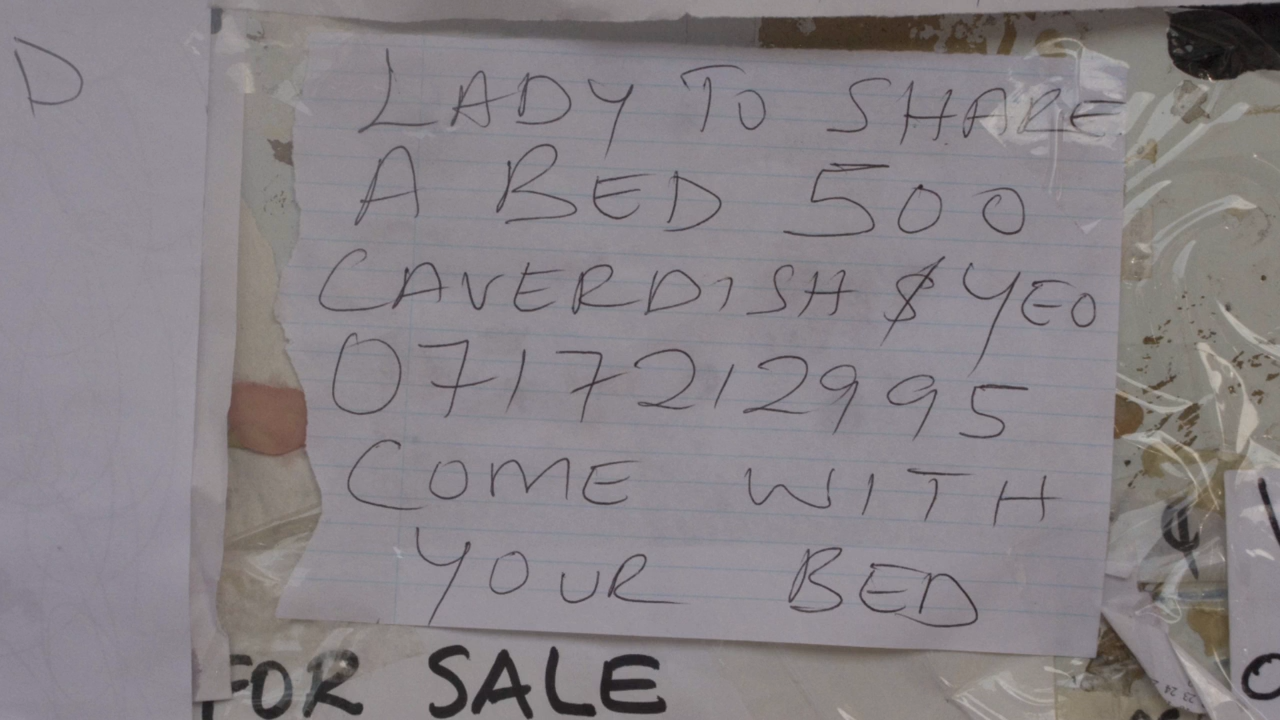 D
LADY TO SHARE
A BED 500
CAVERDISH $ YEO
0717212995
COME WITH
YOUR BED
FOR SALE